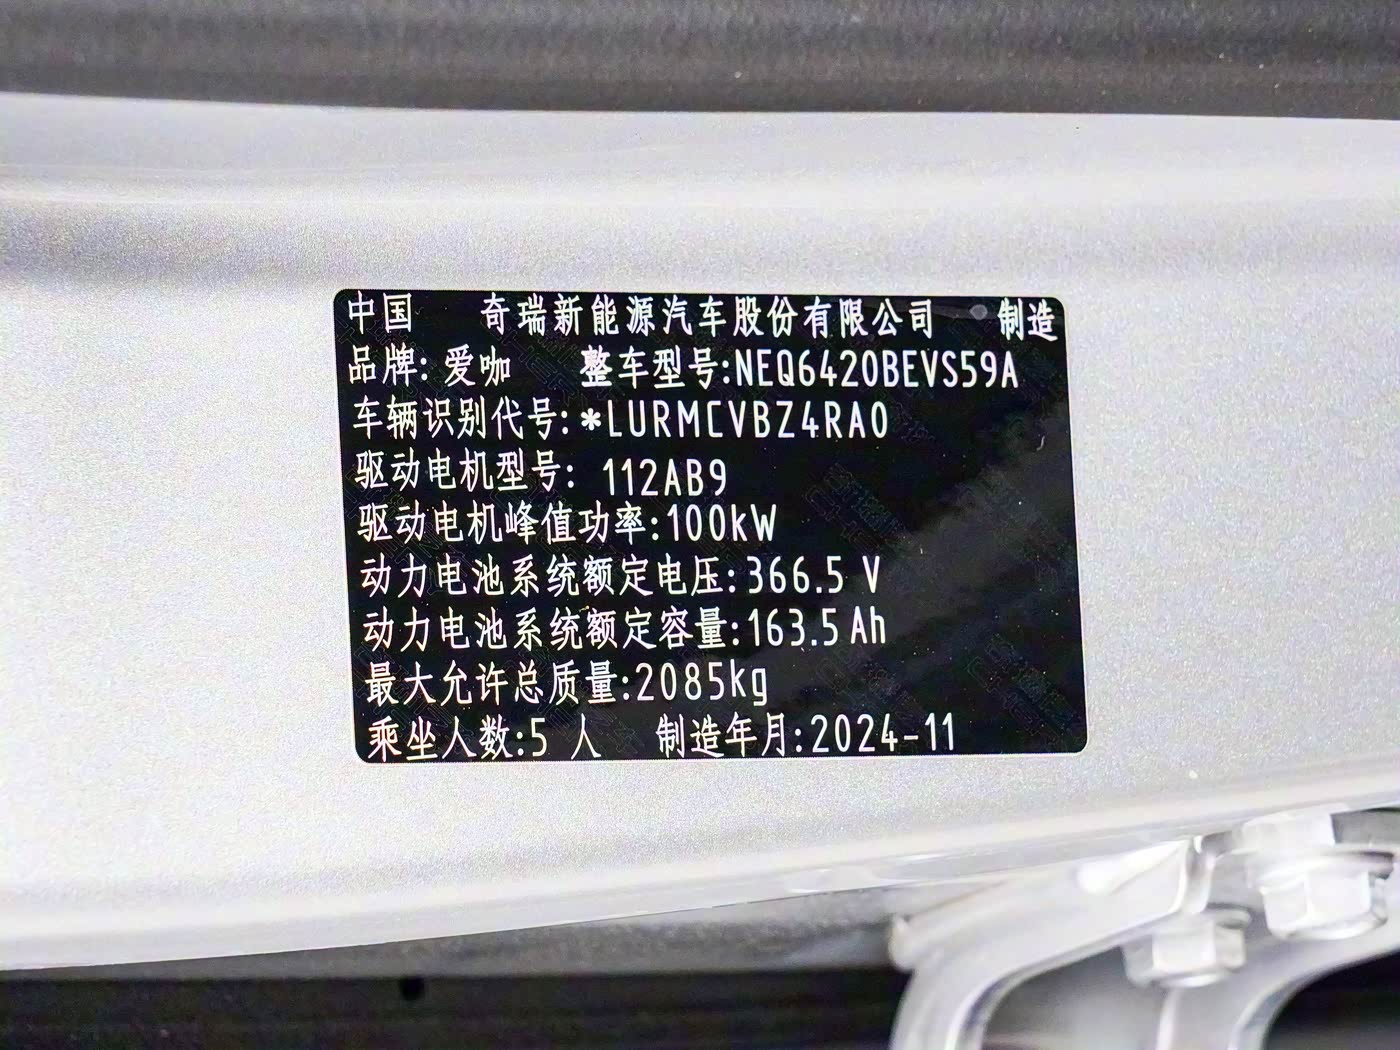 中国 奇瑞新能源汽车股份有限公司 制造
品牌: 爱咖 整车型号:NEQ6420BEVS59A
车辆识别代号:*LURMCVBZ4RA0
驱动电机型号: 112AB9
驱动电机峰值功率:100kW
动力电池系统额定电压:366.5 V
动力电池系统额定容量:163.5Ah
最大允许总质量:2085kg
乘坐人数:5 人 制造年月:2024-11